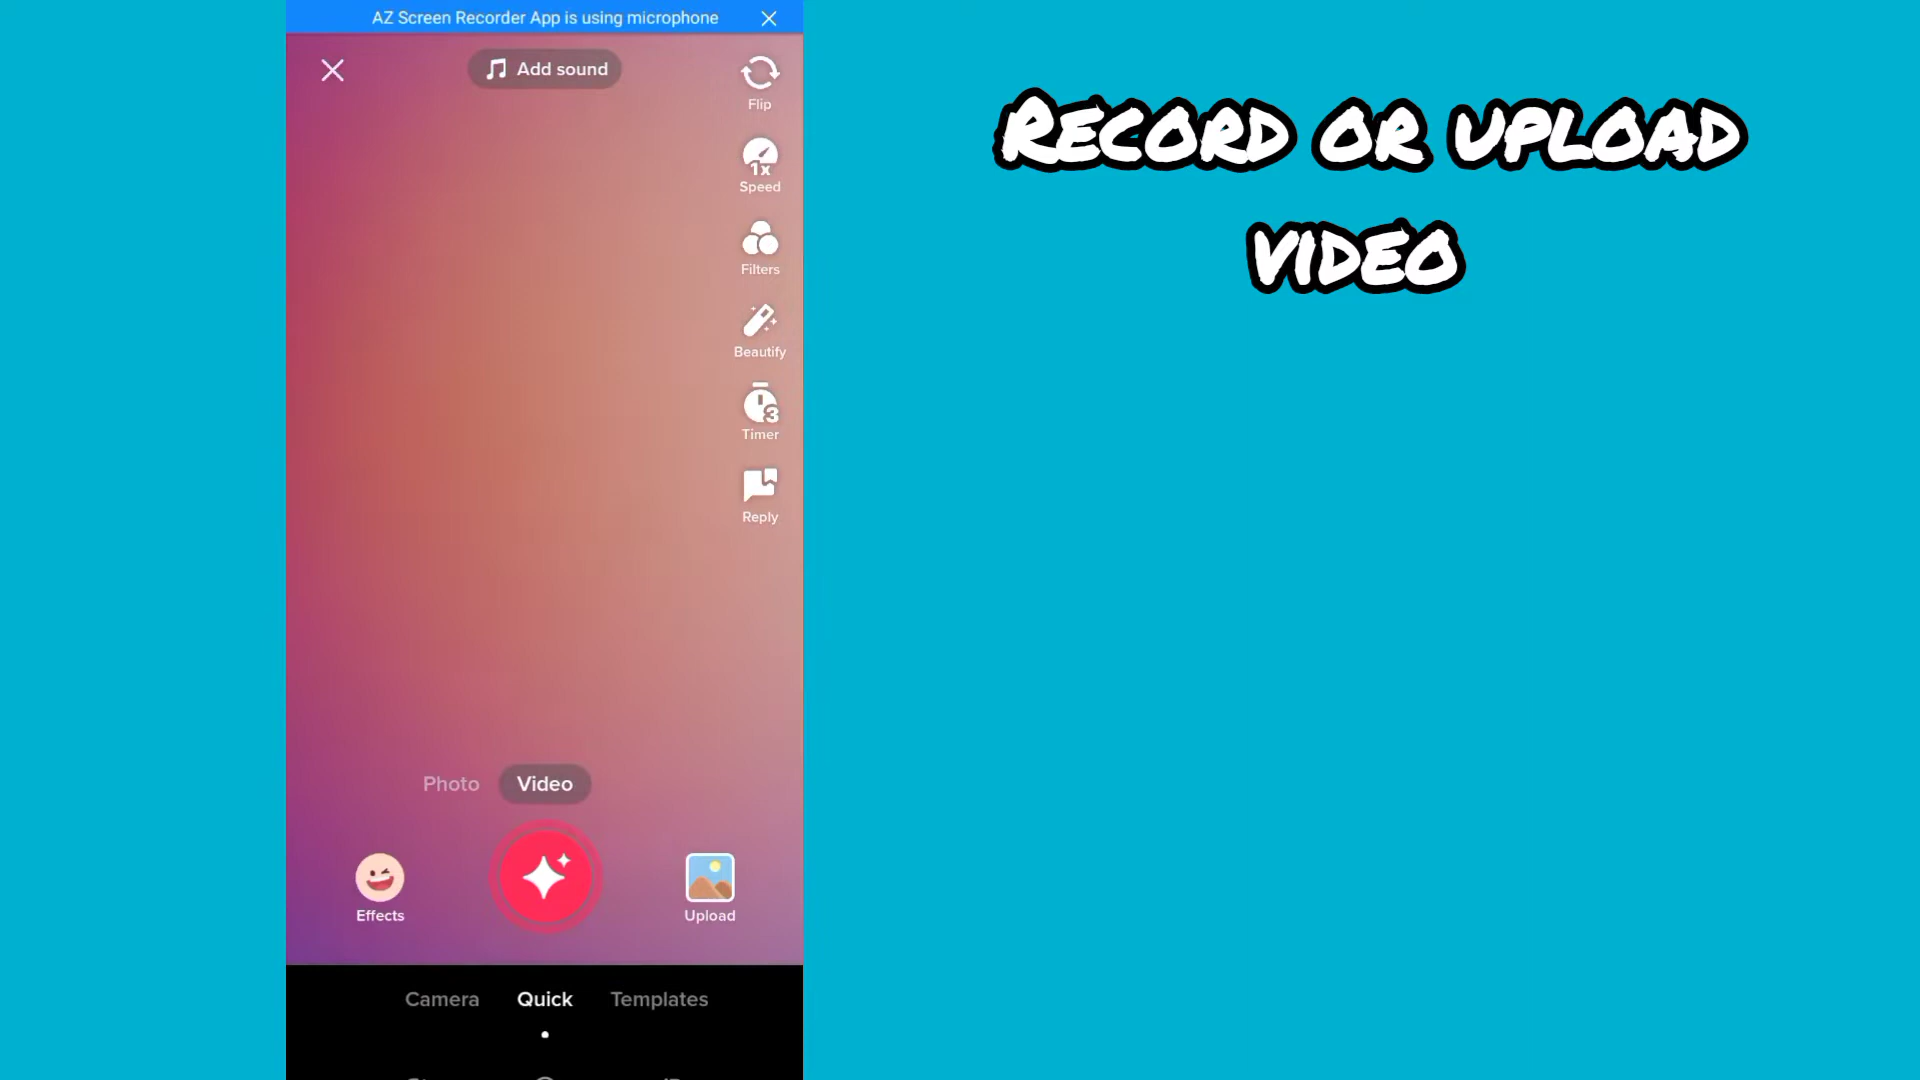 AZ Screen Recorder App is using microphone
Add sound
Flip
1x
Speed
Filters
Beautify
3
Timer
Reply
Photo Video
Effects
Upload
Camera Quick Templates
RECORD OR UPLOAD
VIDEO